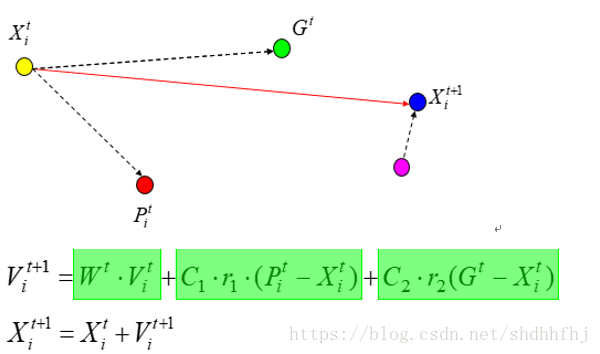 X_i^t
G^t
X_i^{t+1}
P_i^t
↵
V_i^{t+1} = W^t · V_i^t + C_1 · r_1 · (P_i^t − X_i^t) + C_2 · r_2(G^t − X_i^t)
X_i^{t+1} = X_i^t + V_i^{t+1}
https://blog.csdn.net/shdhhfhj